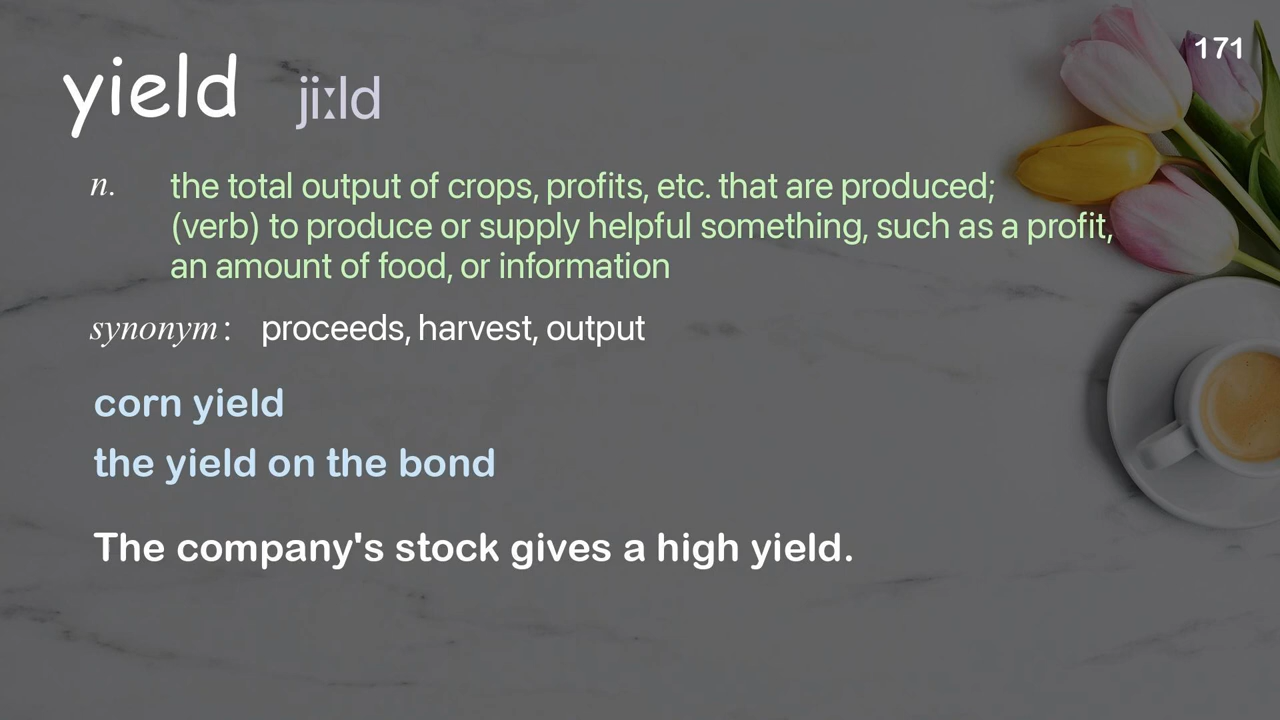 171
yield ji:ld
n. the total output of crops, profits, etc. that are produced;
(verb) to produce or supply helpful something, such as a profit,
an amount of food, or information
synonym: proceeds, harvest, output
corn yield
the yield on the bond
The company's stock gives a high yield.